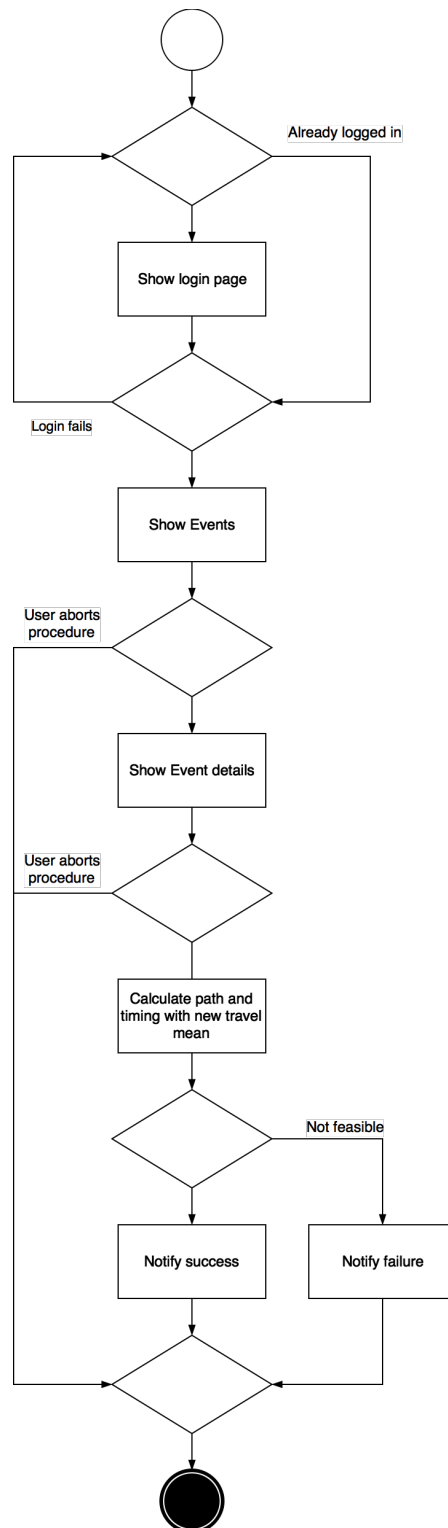 Already logged in
Show login page
Login fails
Show Events
User aborts
procedure
Show Event details
User aborts
procedure
Calculate path and
timing with new travel
mean
Not feasible
Notify success
Notify failure